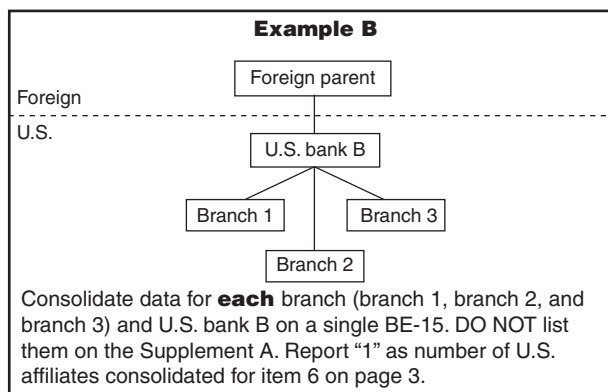 Example B
Foreign parent
Foreign
U.S.
U.S. bank B
Branch 1
Branch 3
Branch 2
Consolidate data for each branch (branch 1, branch 2, and
branch 3) and U.S. bank B on a single BE-15. DO NOT list
them on the Supplement A. Report “1” as number of U.S.
affiliates consolidated for item 6 on page 3.